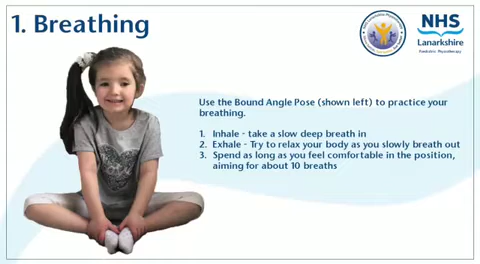 1. Breathing
NHS
Lanarkshire
Paediatric Physiotherapy
Use the Bound Angle Pose (shown left) to practice your
breathing.
1. Inhale - take a slow deep breath in
2. Exhale - Try to relax your body as you slowly breath out
3. Spend as long as you feel comfortable in the position,
aiming for about 10 breaths